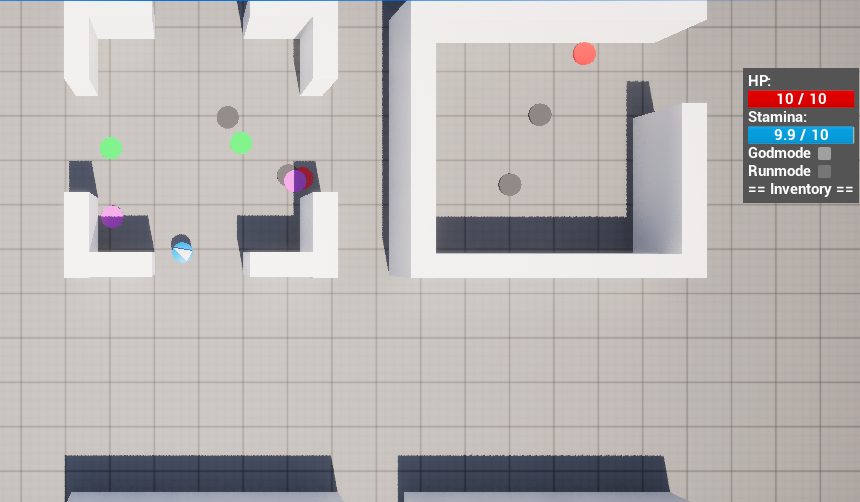 HP:
10 / 10
Stamina:
9.9 / 10
Godmode
Runmode
== Inventory ==